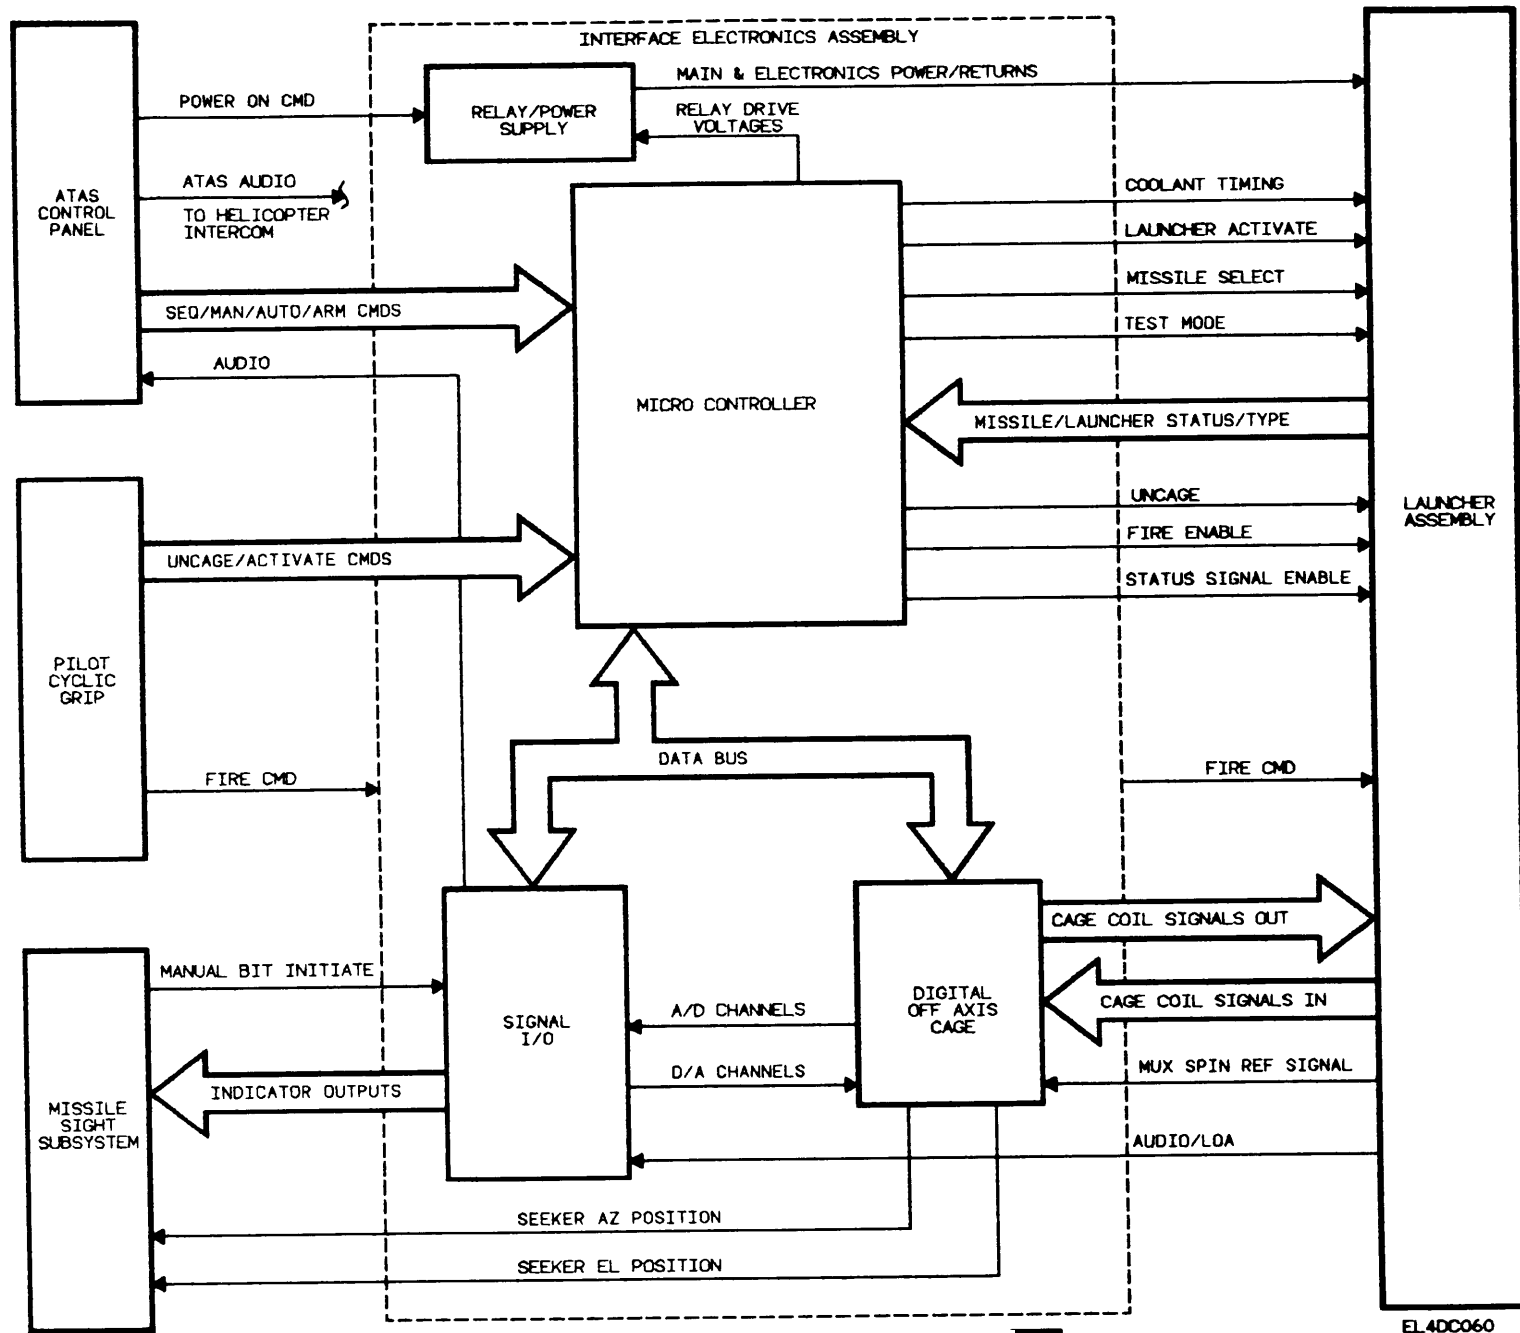 INTERFACE ELECTRONICS ASSEMBLY
MAIN & ELECTRONICS POWER/RETURNS
POWER ON CMD
RELAY/POWER
SUPPLY
RELAY DRIVE
VOLTAGES
ATAS
CONTROL
PANEL
ATAS AUDIO
TO HELICOPTER
INTERCOM
COOLANT TIMING
LAUNCHER ACTIVATE
MISSILE SELECT
TEST MODE
SEQ/MAN/AUTO/ARM CMDS
AUDIO
MICRO CONTROLLER
MISSILE/LAUNCHER STATUS/TYPE
UNCAGE
FIRE ENABLE
STATUS SIGNAL ENABLE
LAUNCHER
ASSEMBLY
UNCAGE/ACTIVATE CMDS
PILOT
CYCLIC
GRIP
DATA BUS
FIRE CMD
FIRE CMD
CAGE COIL SIGNALS OUT
MANUAL BIT INITIATE
SIGNAL
I/O
A/D CHANNELS
D/A CHANNELS
DIGITAL
OFF AXIS
CAGE
CAGE COIL SIGNALS IN
MUX SPIN REF SIGNAL
INDICATOR OUTPUTS
MISSILE
SIGHT
SUBSYSTEM
AUDIO/LOA
SEEKER AZ POSITION
SEEKER EL POSITION
EL4DC060